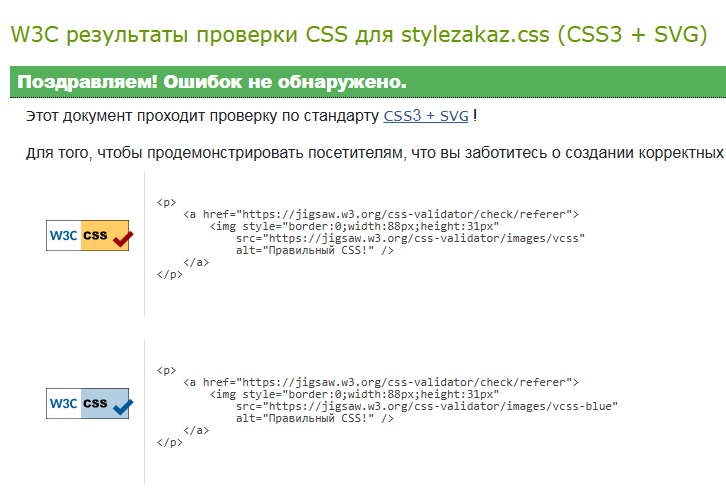 W3C результаты проверки CSS для stylezakaz.css (CSS3 + SVG)
Поздравляем! Ошибок не обнаружено.
Этот документ проходит проверку по стандарту CSS3 + SVG !
Для того, чтобы продемонстрировать посетителям, что вы заботитесь о создании корректных
<p>
<a href="https://jigsaw.w3.org/css-validator/check/referer">
<img style="border:0;width:88px;height:31px"
src="https://jigsaw.w3.org/css-validator/images/vcss"
alt="Правильный CSS!" />
</a>
</p>
W3C css
<p>
<a href="https://jigsaw.w3.org/css-validator/check/referer">
<img style="border:0;width:88px;height:31px"
src="https://jigsaw.w3.org/css-validator/images/vcss-blue"
alt="Правильный CSS!" />
</a>
</p>
W3C css